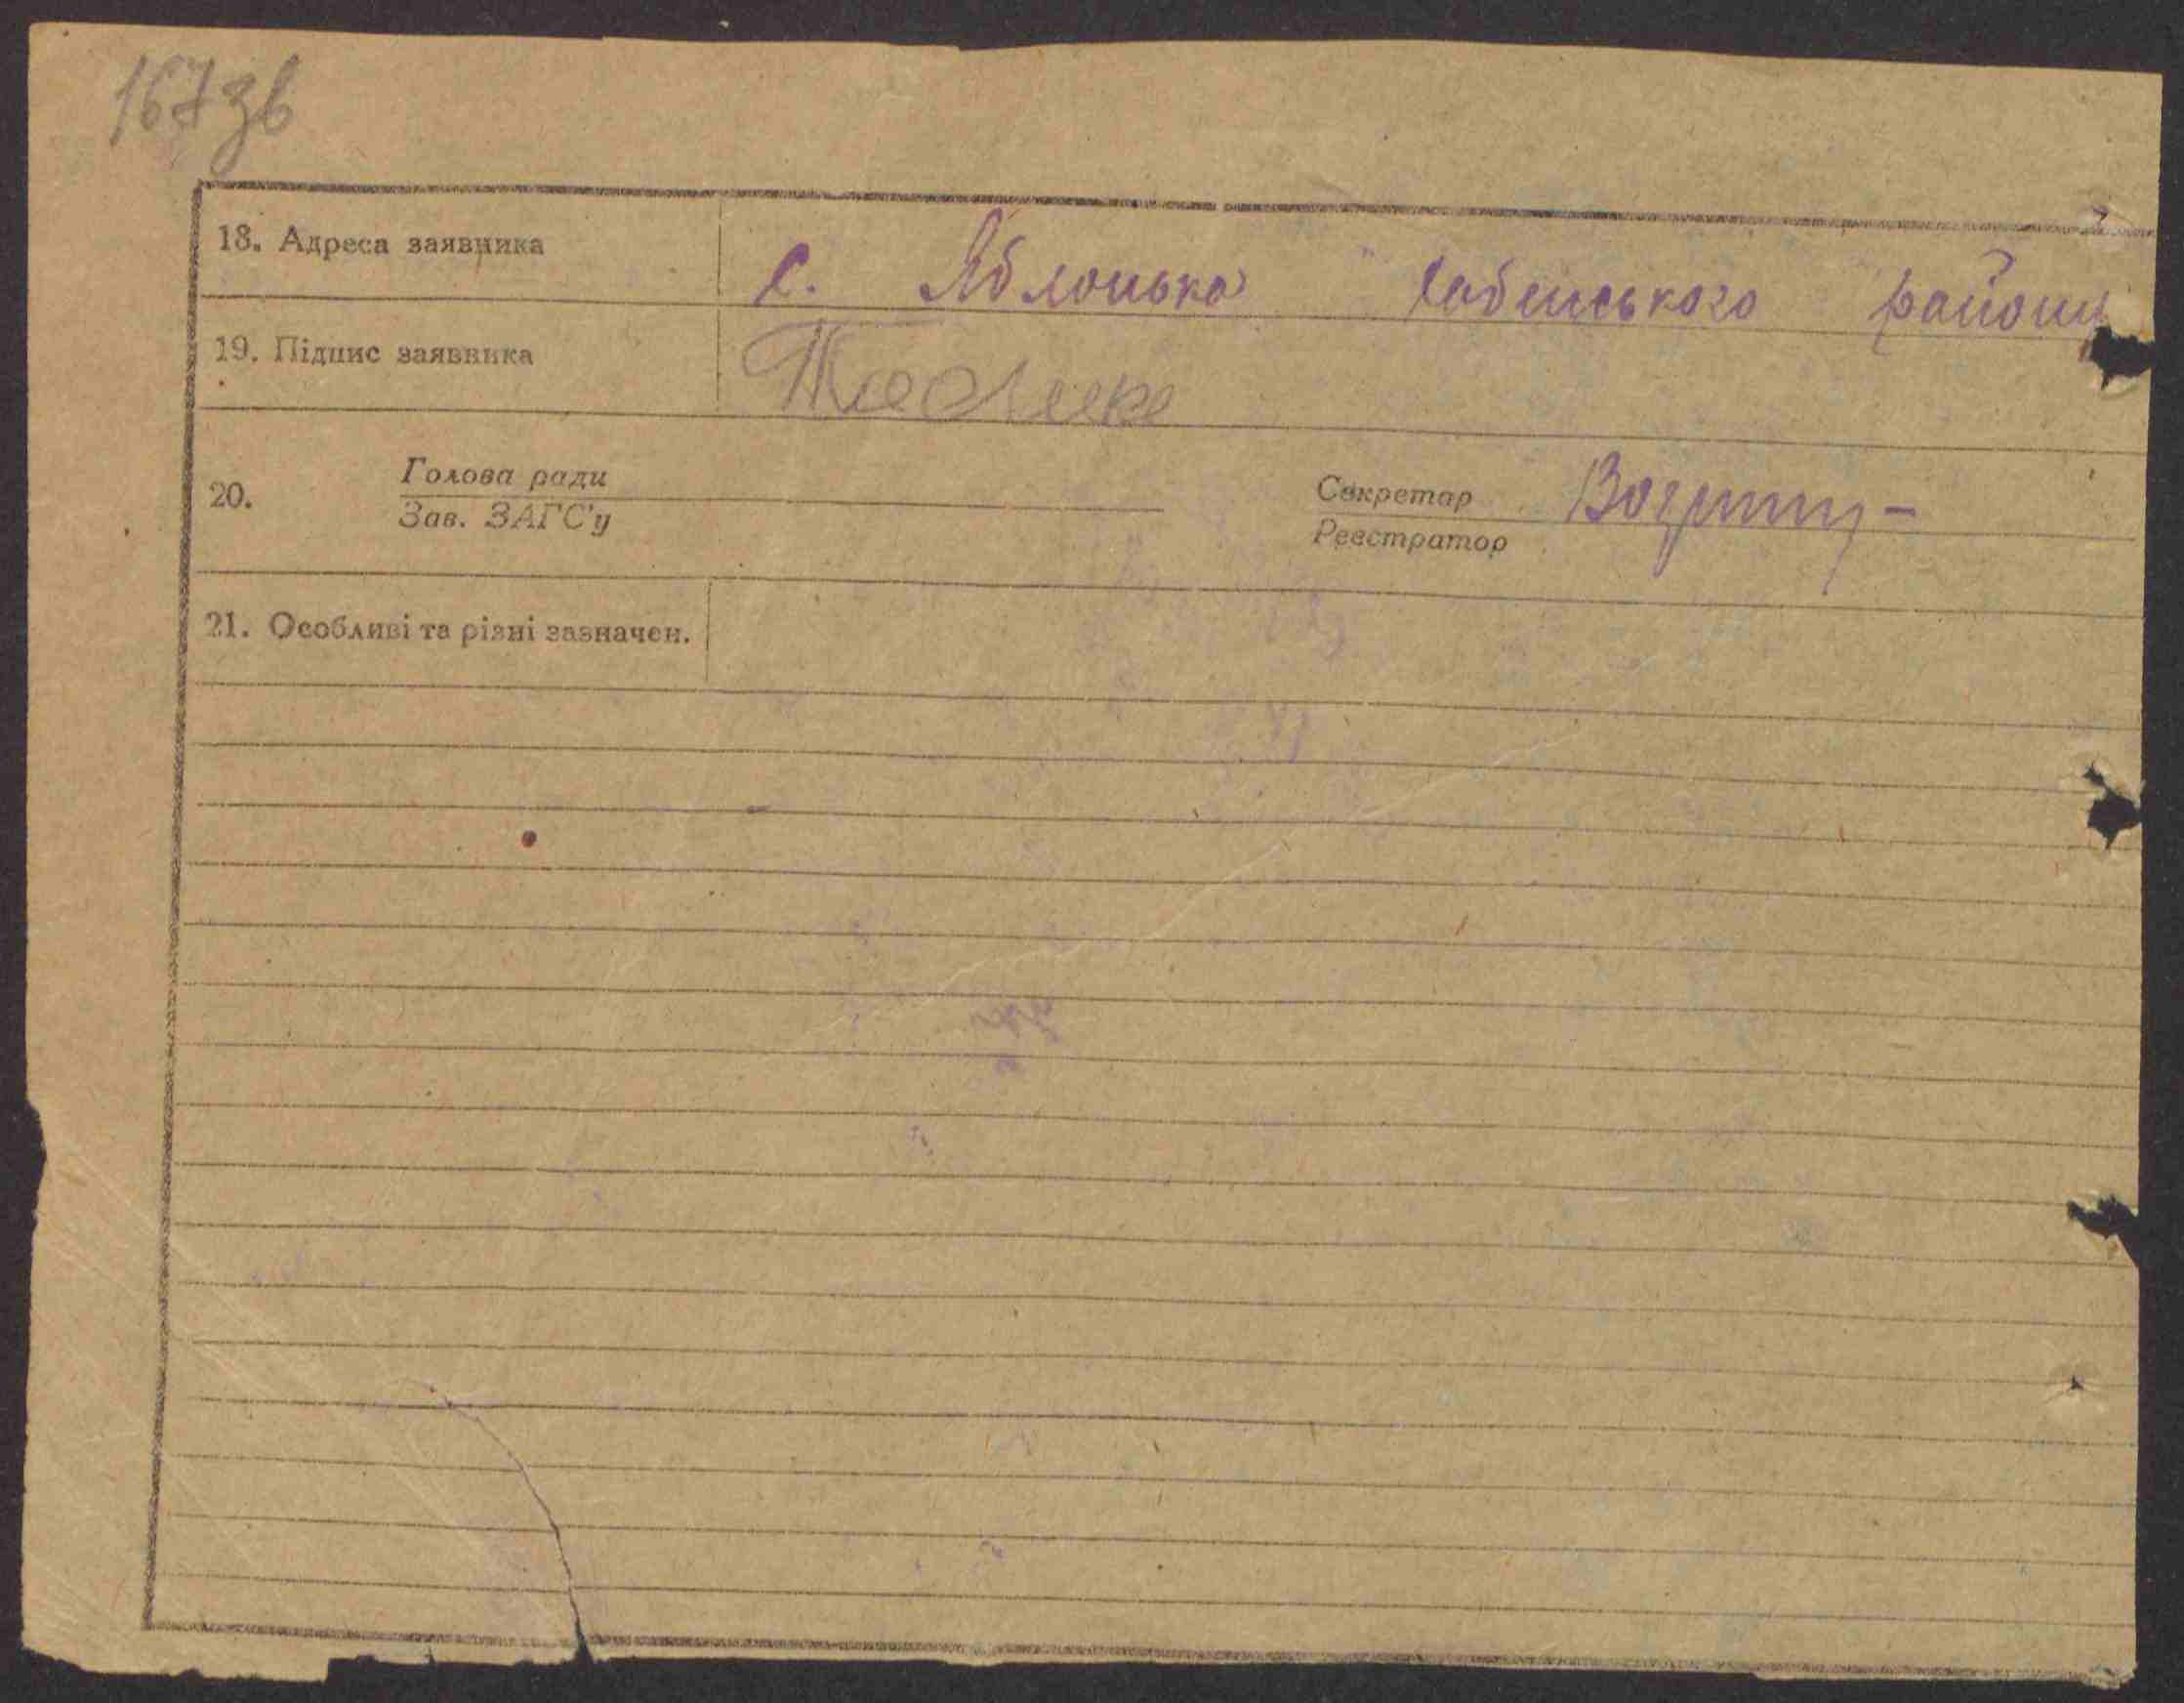 167зв
18. Адреса заявника
с. Яблонька Хабенського району
19. Підпис заявника
20. Голова ради
Зав. ЗАГС'у
Секретар
Реєстратор
21. Особливі та різні зазначен.